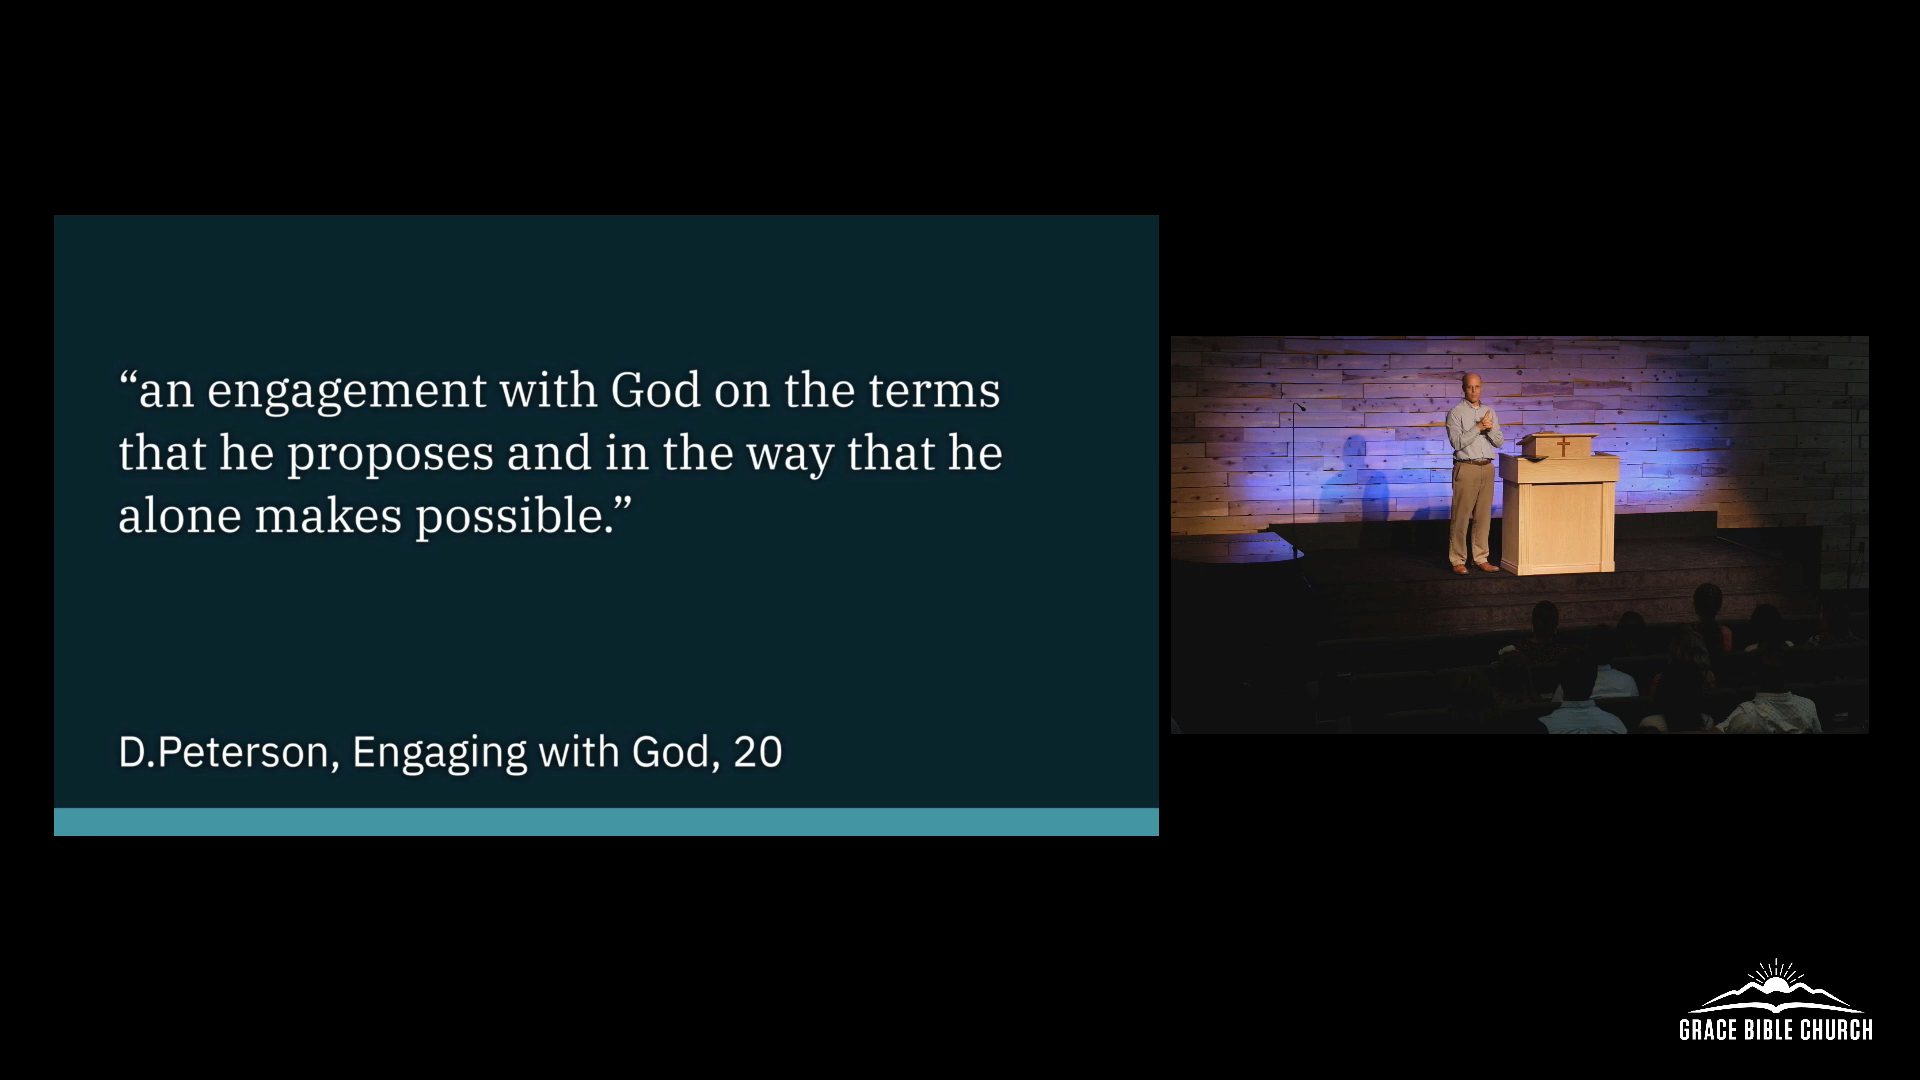 “an engagement with God on the terms
that he proposes and in the way that he
alone makes possible.”
D.Peterson, Engaging with God, 20
GRACE BIBLE CHURCH